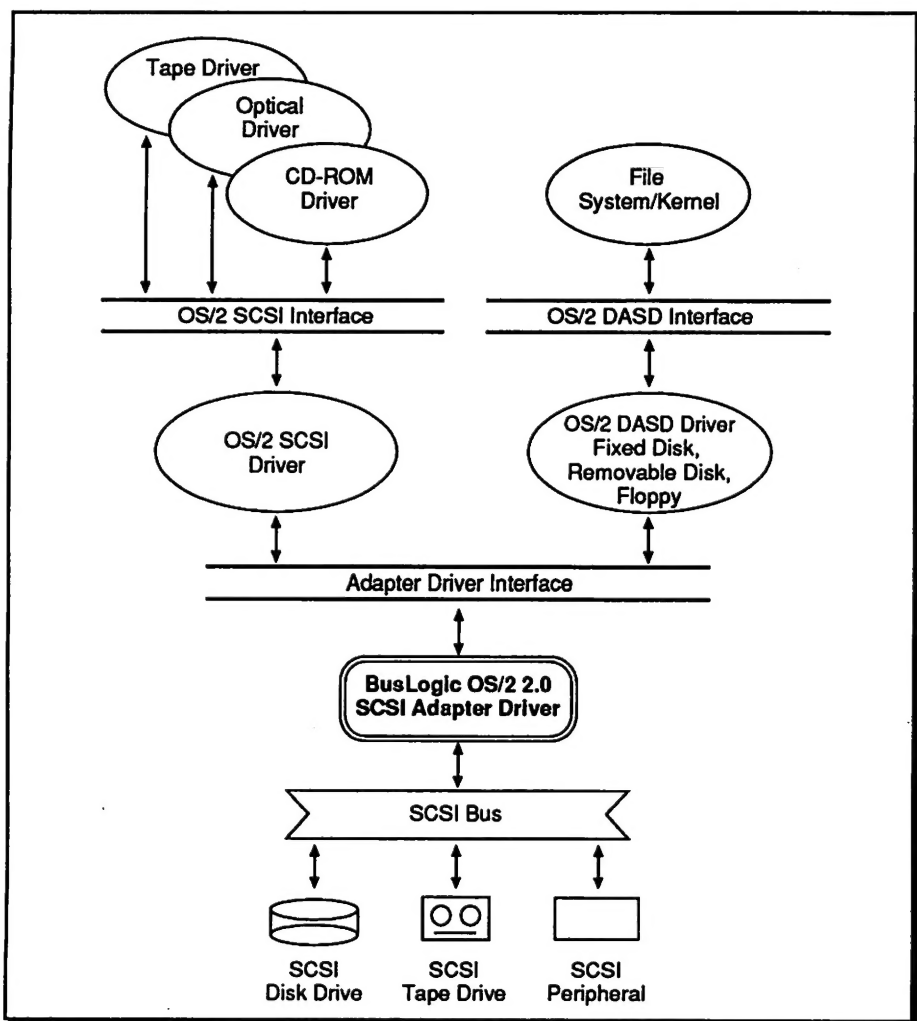 Tape Driver
Optical
Driver
CD-ROM
Driver
File
System/Kernel
OS/2 SCSI Interface
OS/2 DASD Interface
OS/2 SCSI
Driver
OS/2 DASD Driver
Fixed Disk,
Removable Disk,
Floppy
Adapter Driver Interface
BusLogic OS/2 2.0
SCSI Adapter Driver
SCSI Bus
SCSI
Disk Drive
SCSI
Tape Drive
SCSI
Peripheral